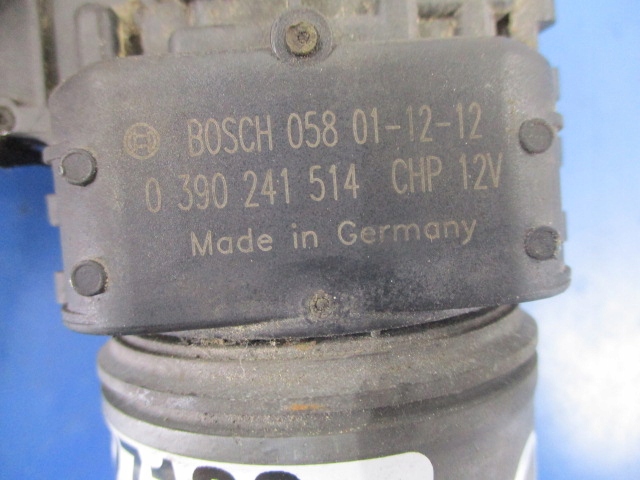 BOSCH 058 01-12-12
0 390 241 514 CHP 12V
Made in Germany